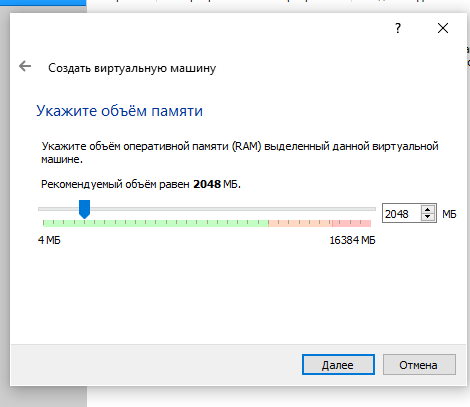 ?
Создать виртуальную машину
Укажите объём памяти
Укажите объём оперативной памяти (RAM) выделенный данной виртуальной
машине.
Рекомендуемый объём равен 2048 МБ.
2048 МБ
4 МБ 16384 МБ
Далее Отмена